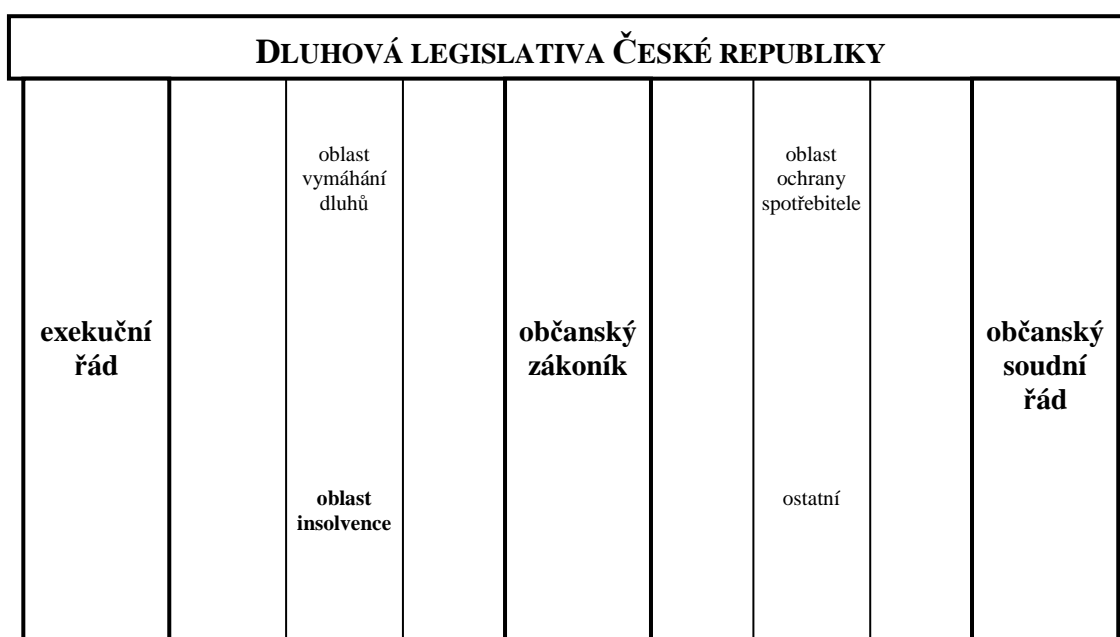 DLUHOVÁ LEGISLATIVA ČESKÉ REPUBLIKY
exekuční
řád
oblast
vymáhání
dluhů
oblast
insolvence
občanský
zákoník
oblast
ochrany
spotřebitele
ostatní
občanský
soudní
řád